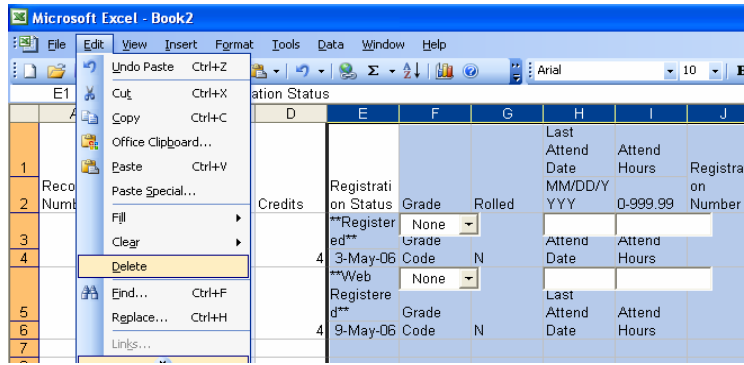 Microsoft Excel - Book2
File Edit View Insert Format Tools Data Window Help
Arial 10
E1 ation Status
Undo Paste Ctrl+Z
Cut Ctrl+X
Copy Ctrl+C
Office Clipboard...
Paste Ctrl+V
Paste Special...
Fill
Clear
Delete
Find... Ctrl+F
Replace... Ctrl+H
Links...
D E F G H I J
1 Last Attend Date Attend Hours Registra
2 Reco Numb Credits Registrati on Status Grade Rolled MM/DD/Y YYY 0-999.99 on Number
3 **Register ed** None
4 4 3-May-06 Grade Code N Attend Date Attend Hours
5 **Web Registere d** None
6 4 9-May-06 Grade Code N Last Attend Date Attend Hours
7